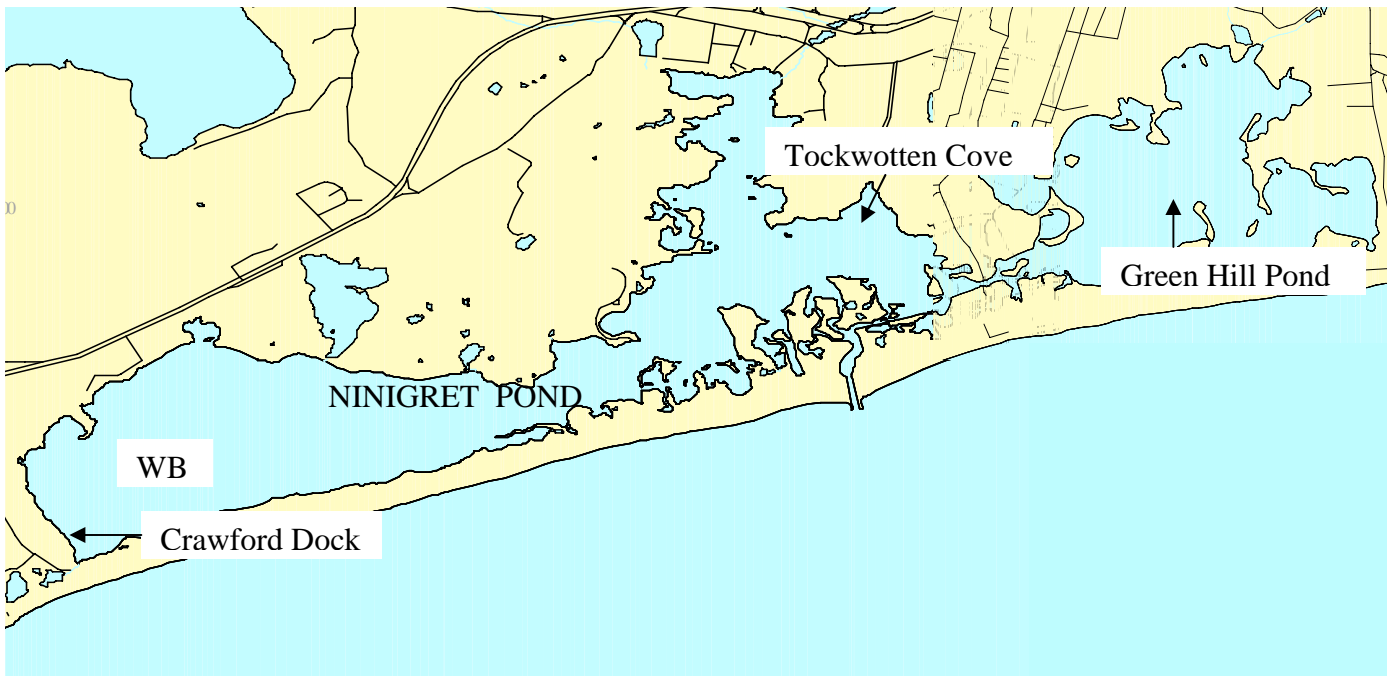 Tockwotten Cove
Green Hill Pond
NINIGRET POND
WB
Crawford Dock